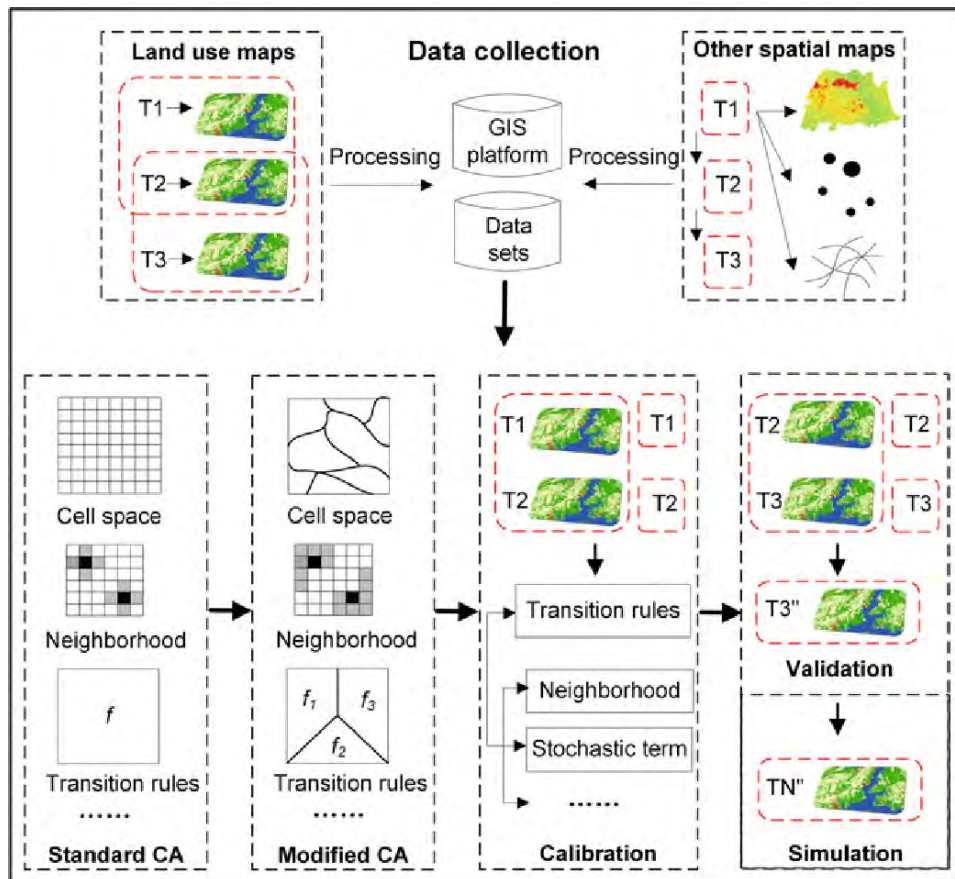 Land use maps
T1
T2
T3
Processing
Data collection
GIS
platform
Data
sets
Processing
Other spatial maps
T1
T2
T3
Cell space
Neighborhood
f
Transition rules
......
Standard CA
Cell space
Neighborhood
f1
f3
f2
Transition rules
......
Modified CA
T1
T1
T2
T2
Transition rules
Neighborhood
Stochastic term
......
Calibration
T2
T2
T3
T3
T3"
Validation
TN"
Simulation